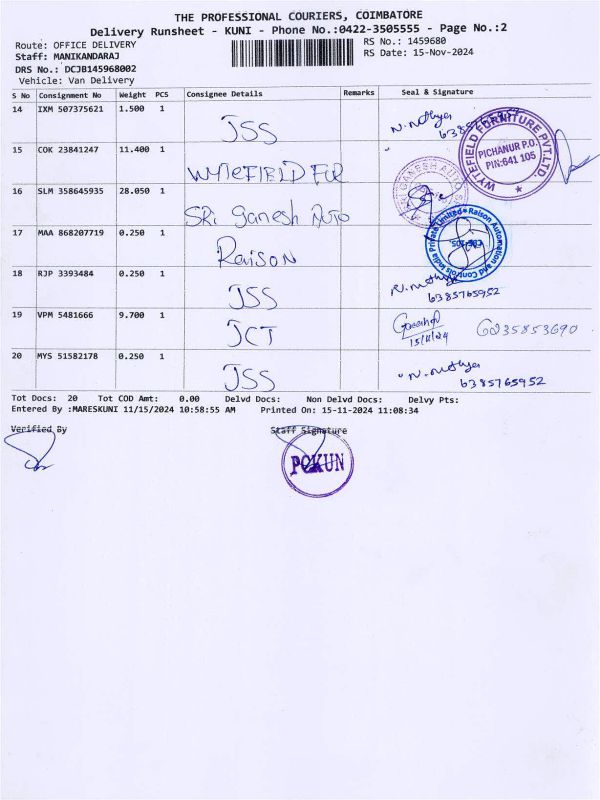 THE PROFESSIONAL COURIERS, COIMBATORE
Delivery Runsheet - KUNI - Phone No.:0422-3505555 - Page No.:2
Route: OFFICE DELIVERY
RS No.: 1459680
Staff: MANIKANDARAJ
RS Date: 15-Nov-2024
DRS No.: DCJB145968002
Vehicle: Van Delivery
S No Consignment No Weight PCS Consignee Details Remarks Seal & Signature
14 IXM 507375621 1.500 1 JSS
15 COK 23841247 11.400 1 WYTEFIELD FUR
WYTEFIELD FORNITURE PVT.LTD.
PICHANUR P.O.
PIN:641 105
16 SLM 358645935 28.050 1 SRi Ganesh Auto
GANESH AUTO
17 MAA 868207719 0.250 1 Raison
Raison Automation and Controls India Private Limited
18 RJP 3393484 0.250 1 JSS
6385765952
19 VPM 5481666 9.700 1 JCT
15/11/24
6235853690
20 MYS 51582178 0.250 1 JSS
6385765952
Tot Docs: 20 Tot COD Amt: 0.00 Delvd Docs: Non Delvd Docs: Delvy Pts:
Entered By :MARESKUNI 11/15/2024 10:58:55 AM Printed On: 15-11-2024 11:08:34
Verified By
Staff Signature
PCKUN